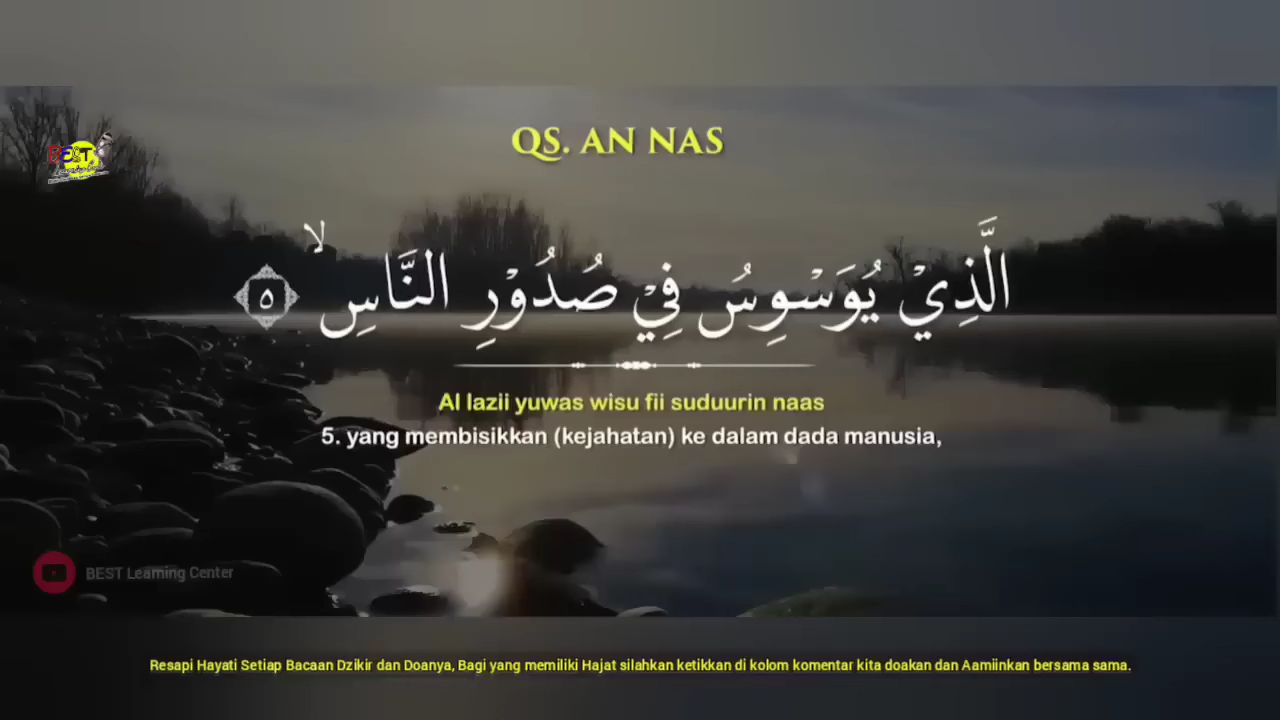 QS. AN NAS
BEST
الَّذِيْ يُوَسْوِسُ فِيْ صُدُوْرِ النَّاسِۙ ٥
Al lazii yuwas wisu fii suduurin naas
5. yang membisikkan (kejahatan) ke dalam dada manusia,
BEST Learning Center
Resapi Hayati Setiap Bacaan Dzikir dan Doanya, Bagi yang memiliki Hajat silahkan ketikkan di kolom komentar kita doakan dan Aamiinkan bersama sama.